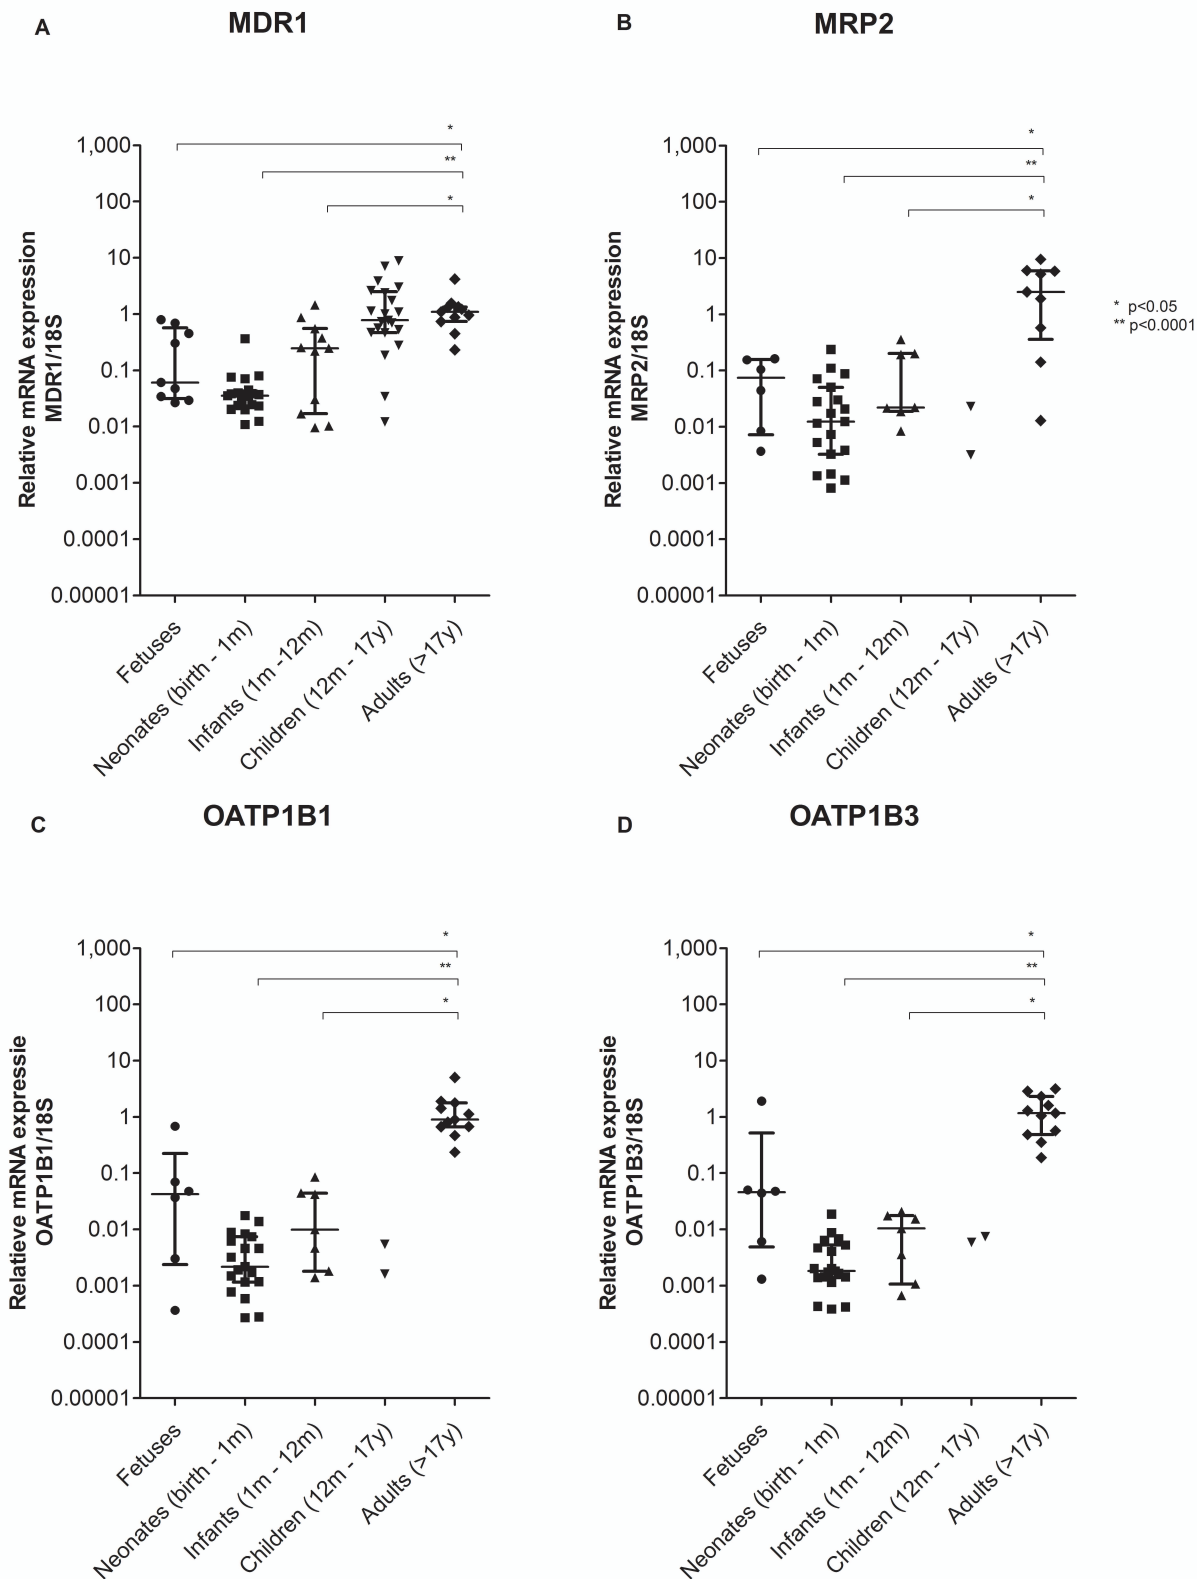 A
MDR1
*
**
*
1,000
100
10
1
0.1
0.01
0.001
0.0001
0.00001
Relative mRNA expression
MDR1/18S
Fetuses
Neonates (birth - 1m)
Infants (1m -12m)
Children (12m - 17y)
Adults (>17y)
B
MRP2
*
**
*
1,000
100
10
1
0.1
0.01
0.001
0.0001
0.00001
Relative mRNA expression
MRP2/18S
Fetuses
Neonates (birth - 1m)
Infants (1m - 12m)
Children (12m - 17y)
Adults (>17y)
* p<0.05
** p<0.0001
C
OATP1B1
*
**
*
1,000
100
10
1
0.1
0.01
0.001
0.0001
0.00001
Relatieve mRNA expressie
OATP1B1/18S
Fetuses
Neonates (birth - 1m)
Infants (1m - 12m)
Children (12m - 17y)
Adults (>17y)
D
OATP1B3
*
**
*
1,000
100
10
1
0.1
0.01
0.001
0.0001
0.00001
Relative mRNA expressie
OATP1B3/18S
Fetuses
Neonates (birth - 1m)
Infants (1m - 12m)
Children (12m - 17y)
Adults (>17y)